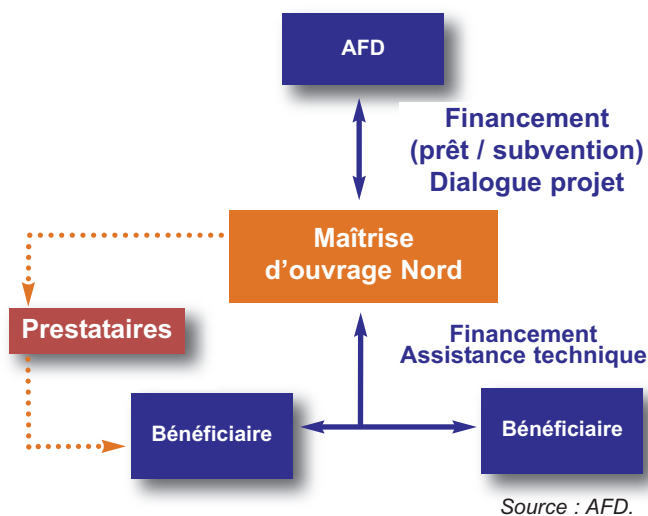 AFD
Financement
(prêt / subvention)
Dialogue projet
Maîtrise
d’ouvrage Nord
Prestataires
Financement
Assistance technique
Bénéficiaire
Bénéficiaire
Source : AFD.